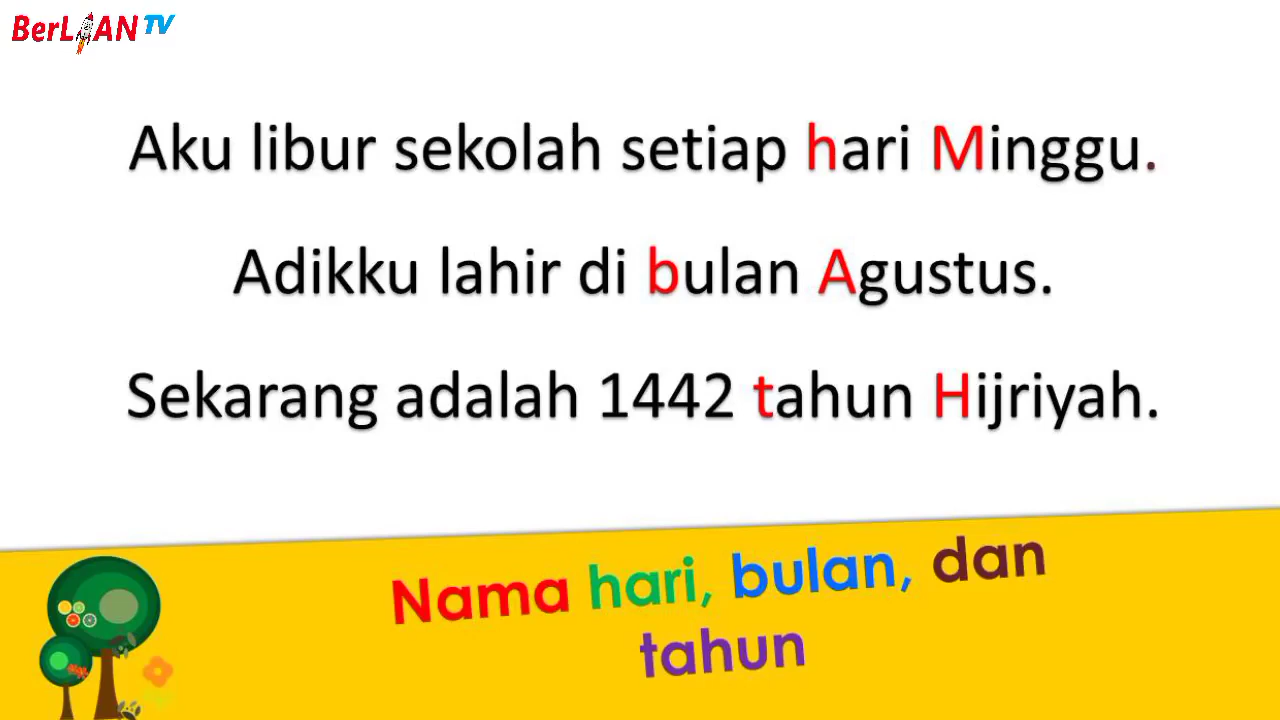 BerLIAN TV
Aku libur sekolah setiap hari Minggu.
Adikku lahir di bulan Agustus.
Sekarang adalah 1442 tahun Hijriyah.
Nama hari, bulan, dan
tahun